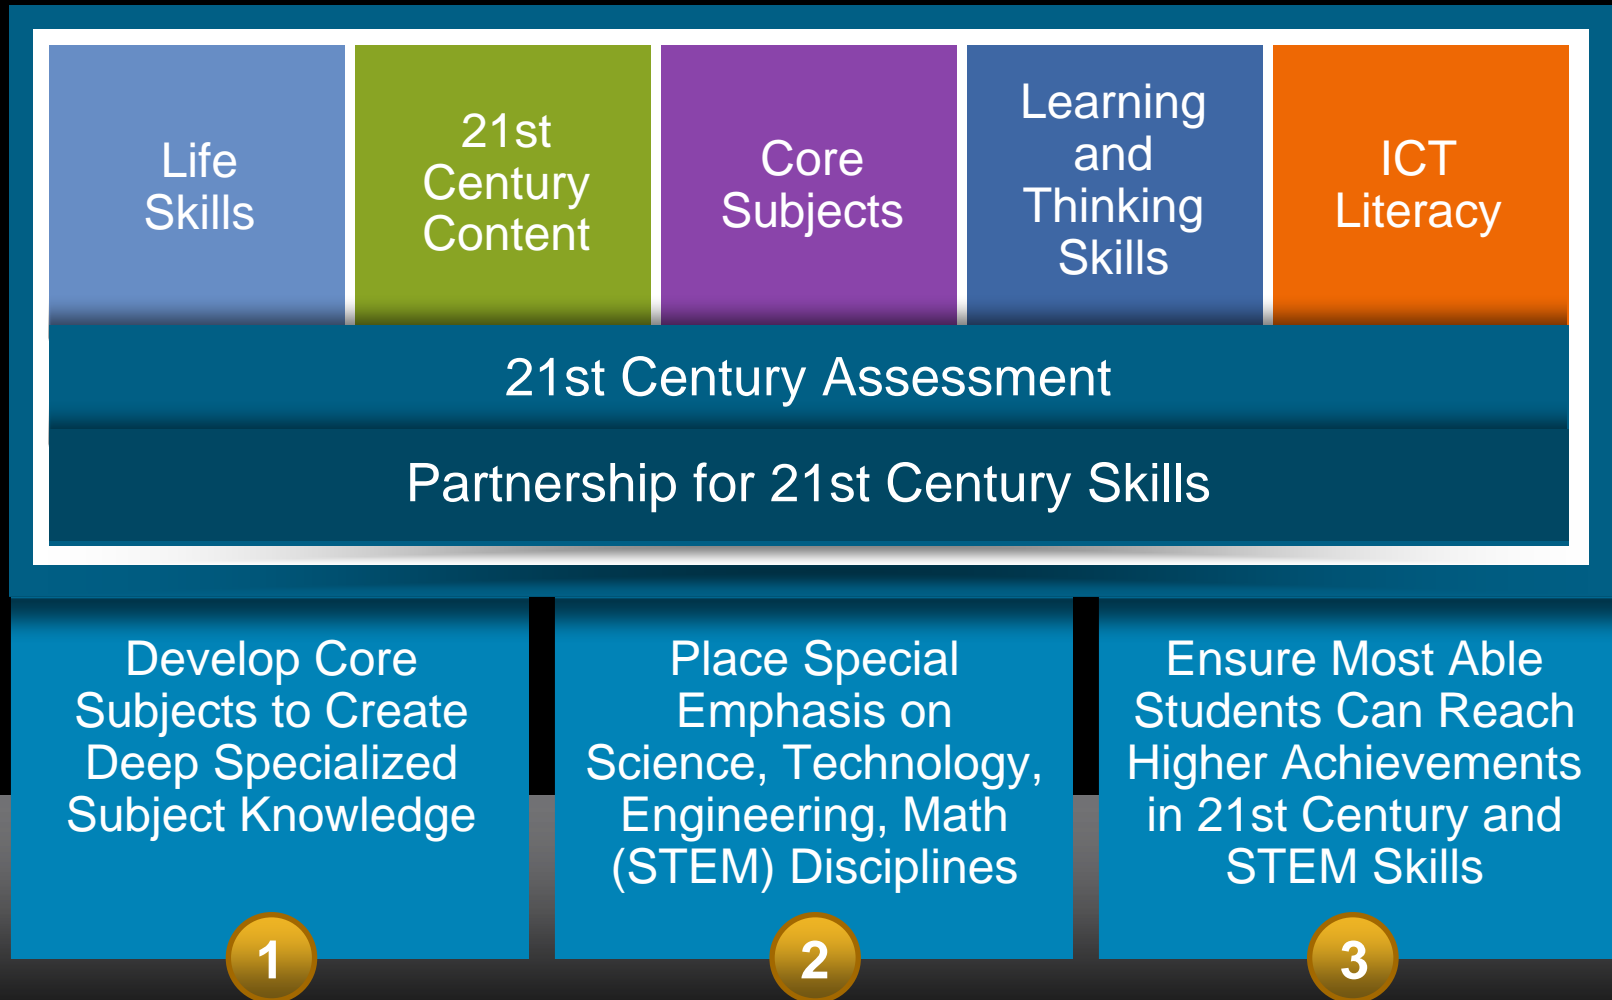 Life
Skills
21st
Century
Content
Core
Subjects
Learning
and
Thinking
Skills
ICT
Literacy
21st Century Assessment
Partnership for 21st Century Skills
Develop Core
Subjects to Create
Deep Specialized
Subject Knowledge
1
Place Special
Emphasis on
Science, Technology,
Engineering, Math
(STEM) Disciplines
2
Ensure Most Able
Students Can Reach
Higher Achievements
in 21st Century and
STEM Skills
3